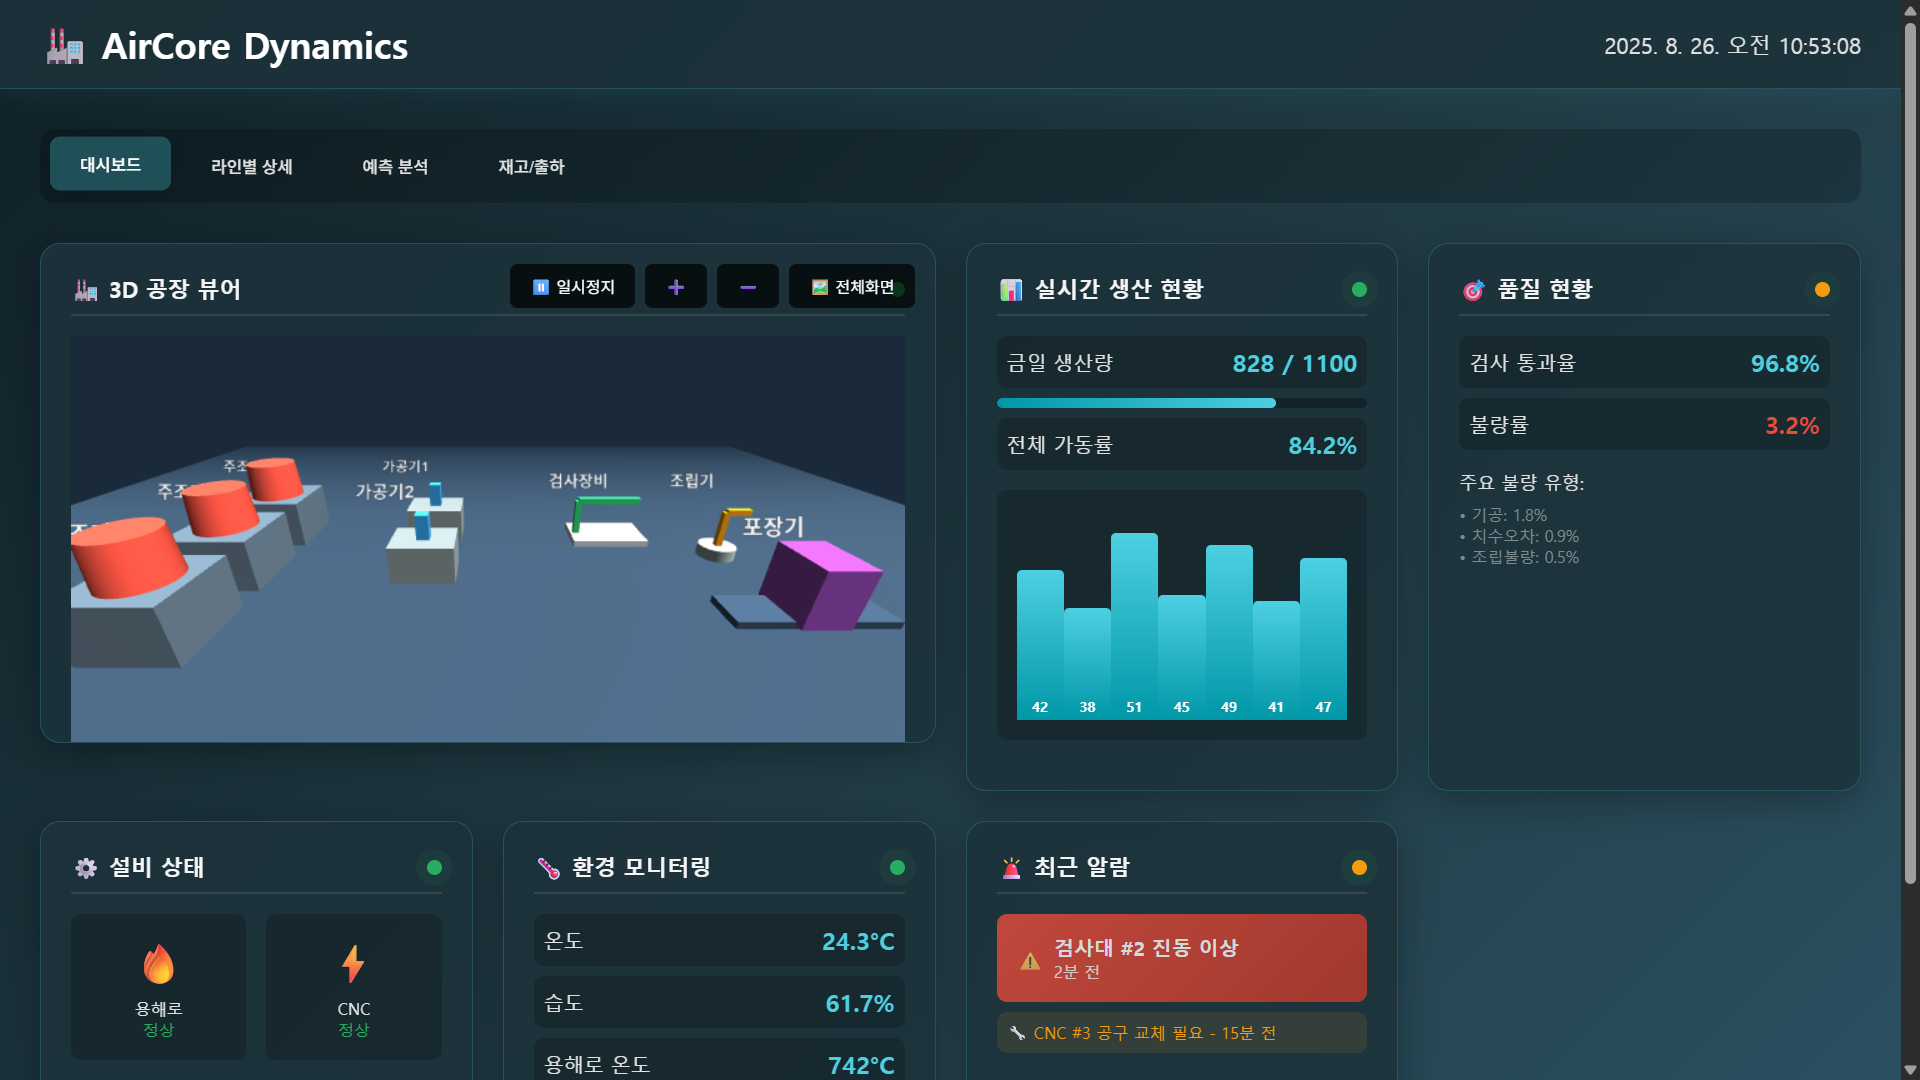 AirCore Dynamics
2025. 8. 26. 오전 10:53:08
대시보드
라인별 상세
예측 분석
재고/출하
3D 공장 뷰어
일시정지
+
−
전체화면
주조
주조
가공기1
가공기2
검사장비
조립기
포장기
실시간 생산 현황
금일 생산량
828 / 1100
전체 가동률
84.2%
42 38 51 45 49 41 47
품질 현황
검사 통과율
96.8%
불량률
3.2%
주요 불량 유형:
• 기공: 1.8%
• 치수오차: 0.9%
• 조립불량: 0.5%
설비 상태
용해로
정상
CNC
정상
환경 모니터링
온도
24.3°C
습도
61.7%
용해로 온도
742°C
최근 알람
검사대 #2 진동 이상
2분 전
CNC #3 공구 교체 필요 - 15분 전